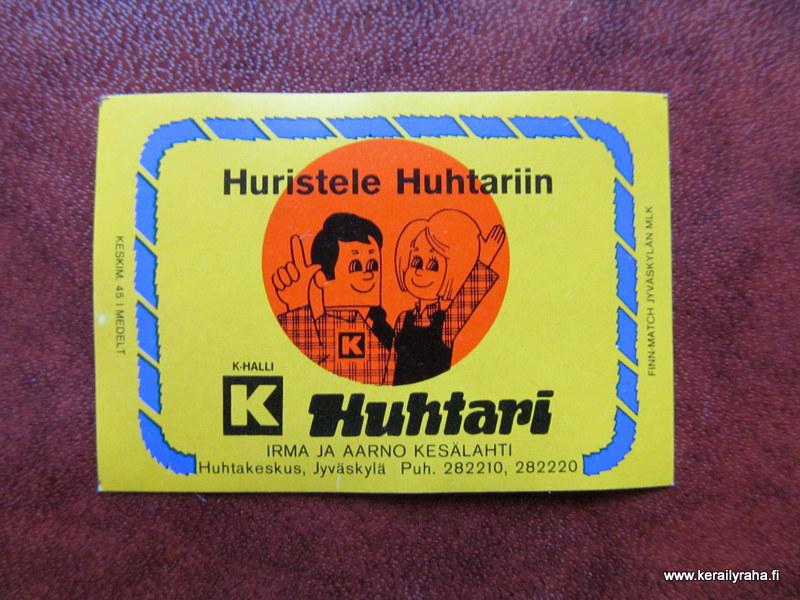 Huristele Huhtariin
KESKIM. 45 I MEDELT.
FINN-MATCH JYVÄSKYLÄN MLK
K
K-HALLI
K Huhtari
IRMA JA AARNO KESÄLAHTI
Huhtakeskus, Jyväskylä Puh. 282210, 282220
www.kerailyraha.fi